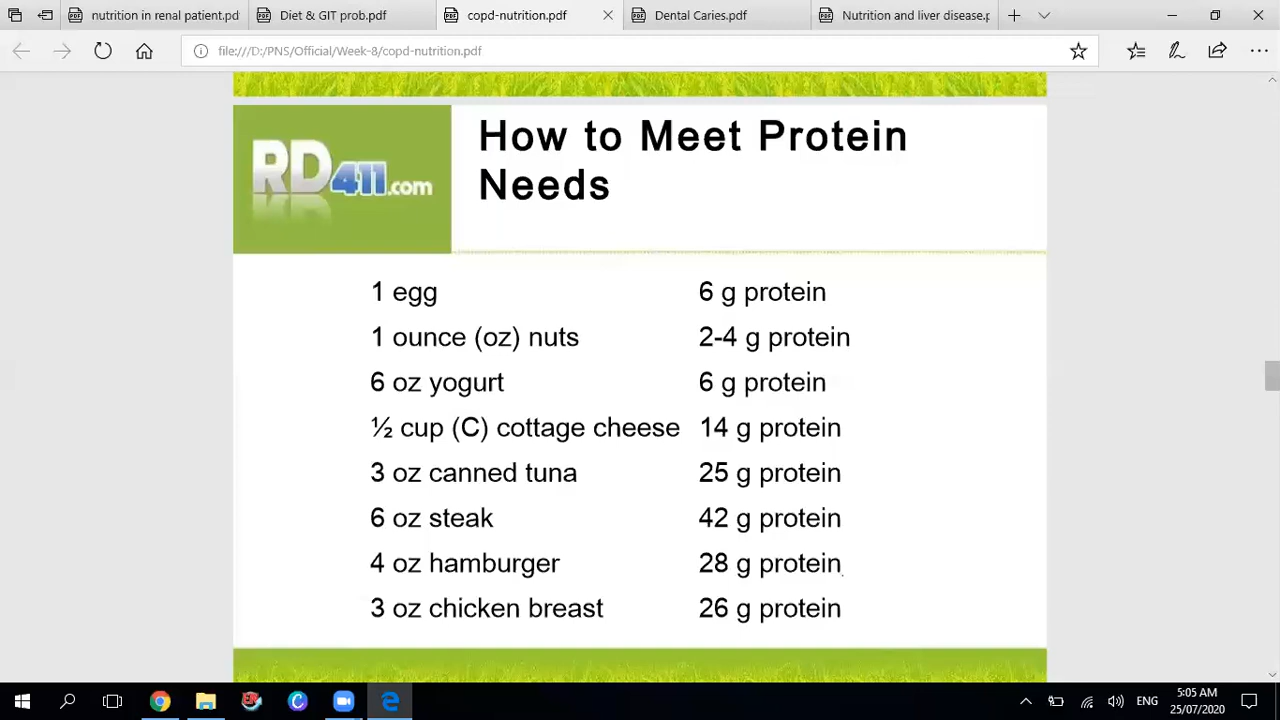 nutrition in renal patient.pdf
Diet & GIT prob.pdf
copd-nutrition.pdf
Dental Caries.pdf
Nutrition and liver disease.p
file:///D:/PNS/Official/Week-8/copd-nutrition.pdf
RD411.com
How to Meet Protein
Needs
1 egg 6 g protein
1 ounce (oz) nuts 2-4 g protein
6 oz yogurt 6 g protein
½ cup (C) cottage cheese 14 g protein
3 oz canned tuna 25 g protein
6 oz steak 42 g protein
4 oz hamburger 28 g protein
3 oz chicken breast 26 g protein
ENG
5:05 AM
25/07/2020